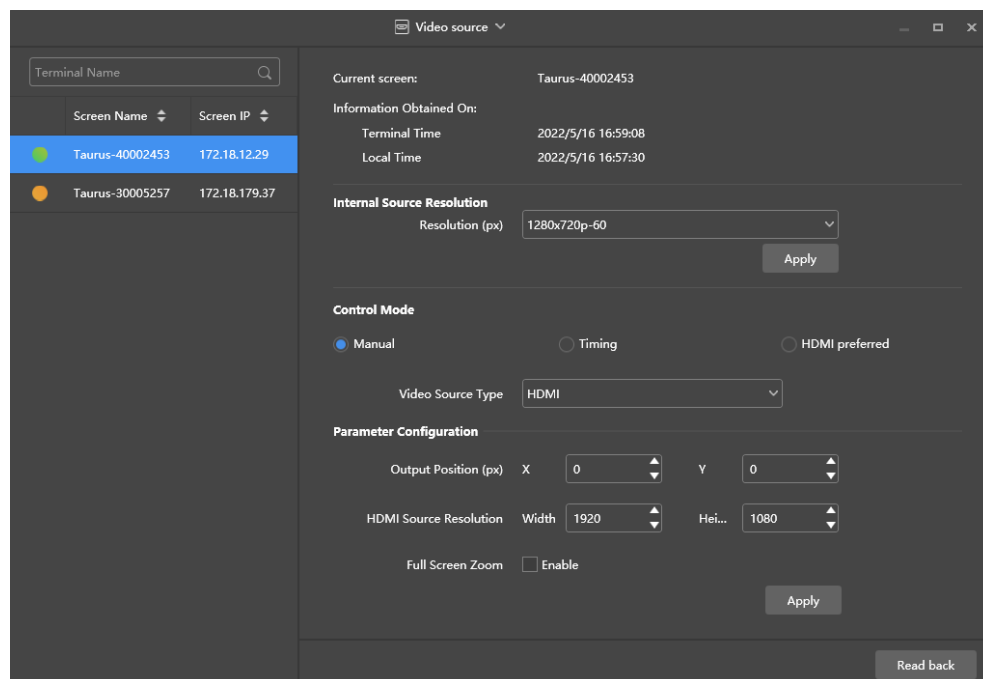 Video source
Terminal Name
Screen Name Screen IP
Taurus-40002453 172.18.12.29
Taurus-30005257 172.18.179.37
Current screen: Taurus-40002453
Information Obtained On:
Terminal Time 2022/5/16 16:59:08
Local Time 2022/5/16 16:57:30
Internal Source Resolution
Resolution (px) 1280x720p-60
Apply
Control Mode
Manual Timing HDMI preferred
Video Source Type HDMI
Parameter Configuration
Output Position (px) X 0 Y 0
HDMI Source Resolution Width 1920 Hei... 1080
Full Screen Zoom Enable
Apply
Read back